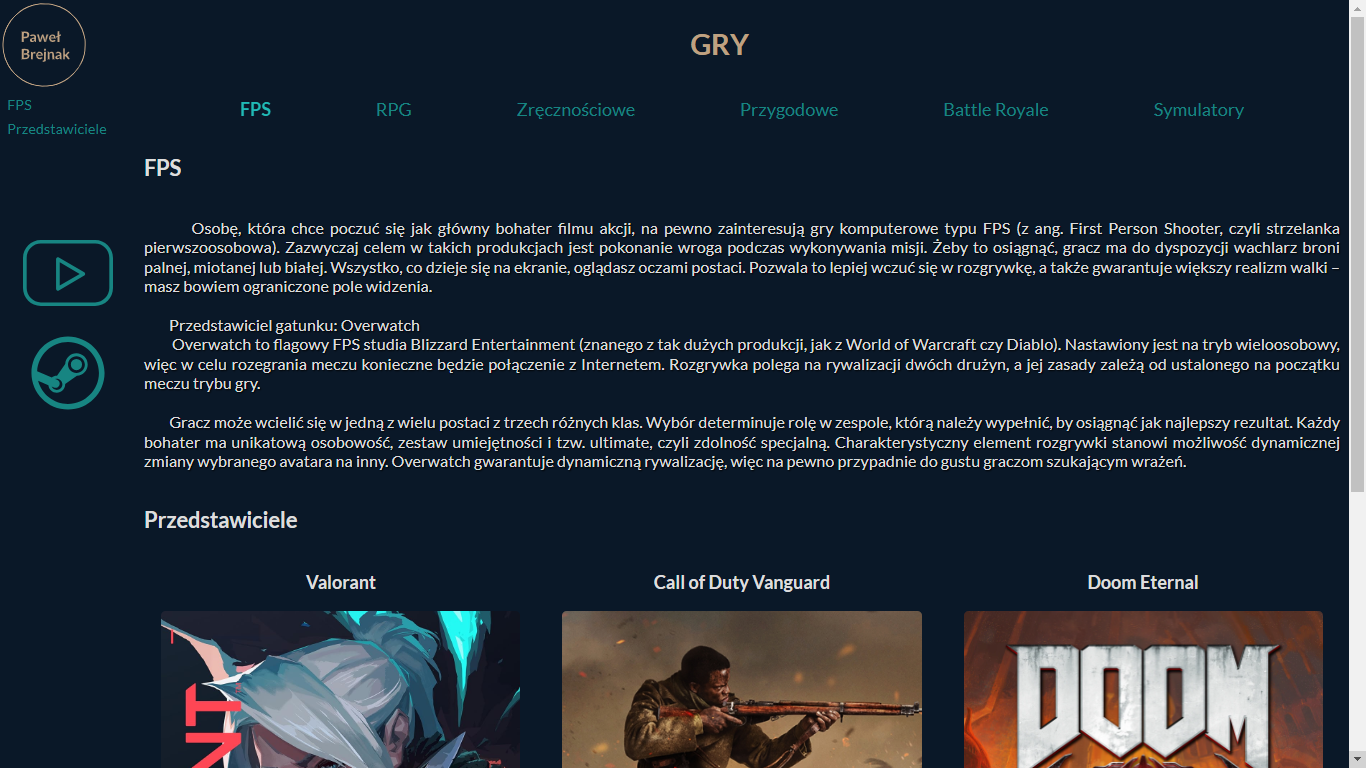 Paweł
Brejnak
GRY
FPS
Przedstawiciele
FPS RPG Zręcznościowe Przygodowe Battle Royale Symulatory
FPS
Osobę, która chce poczuć się jak główny bohater filmu akcji, na pewno zainteresują gry komputerowe typu FPS (z ang. First Person Shooter, czyli strzelanka
pierwszoosobowa). Zazwyczaj celem w takich produkcjach jest pokonanie wroga podczas wykonywania misji. Żeby to osiągnąć, gracz ma do dyspozycji wachlarz broni
palnej, miotanej lub białej. Wszystko, co dzieje się na ekranie, oglądasz oczami postaci. Pozwala to lepiej wczuć się w rozgrywkę, a także gwarantuje większy realizm walki –
masz bowiem ograniczone pole widzenia.
Przedstawiciel gatunku: Overwatch
Overwatch to flagowy FPS studia Blizzard Entertainment (znanego z tak dużych produkcji, jak z World of Warcraft czy Diablo). Nastawiony jest na tryb wieloosobowy,
więc w celu rozegrania meczu konieczne będzie połączenie z Internetem. Rozgrywka polega na rywalizacji dwóch drużyn, a jej zasady zależą od ustalonego na początku
meczu trybu gry.
Gracz może wcielić się w jedną z wielu postaci z trzech różnych klas. Wybór determinuje rolę w zespole, którą należy wypełnić, by osiągnąć jak najlepszy rezultat. Każdy
bohater ma unikatową osobowość, zestaw umiejętności i tzw. ultimate, czyli zdolność specjalną. Charakterystyczny element rozgrywki stanowi możliwość dynamicznej
zmiany wybranego avatara na inny. Overwatch gwarantuje dynamiczną rywalizację, więc na pewno przypadnie do gustu graczom szukającym wrażeń.
Przedstawiciele
Valorant Call of Duty Vanguard Doom Eternal
DOOM